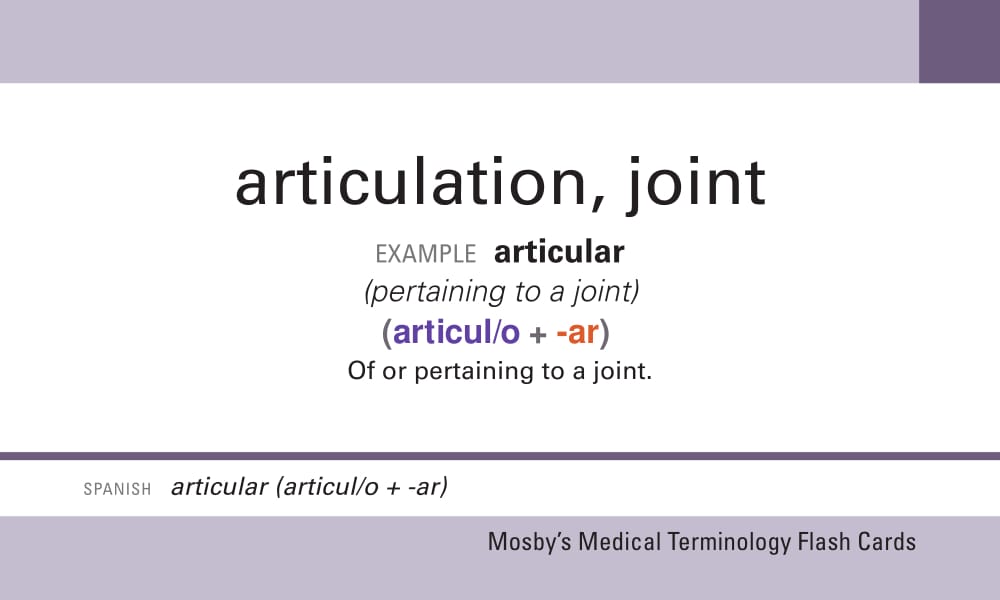 articulation, joint
EXAMPLE articular
(pertaining to a joint)
(articul/o + -ar)
Of or pertaining to a joint.
SPANISH articular (articul/o + -ar)
Mosby’s Medical Terminology Flash Cards